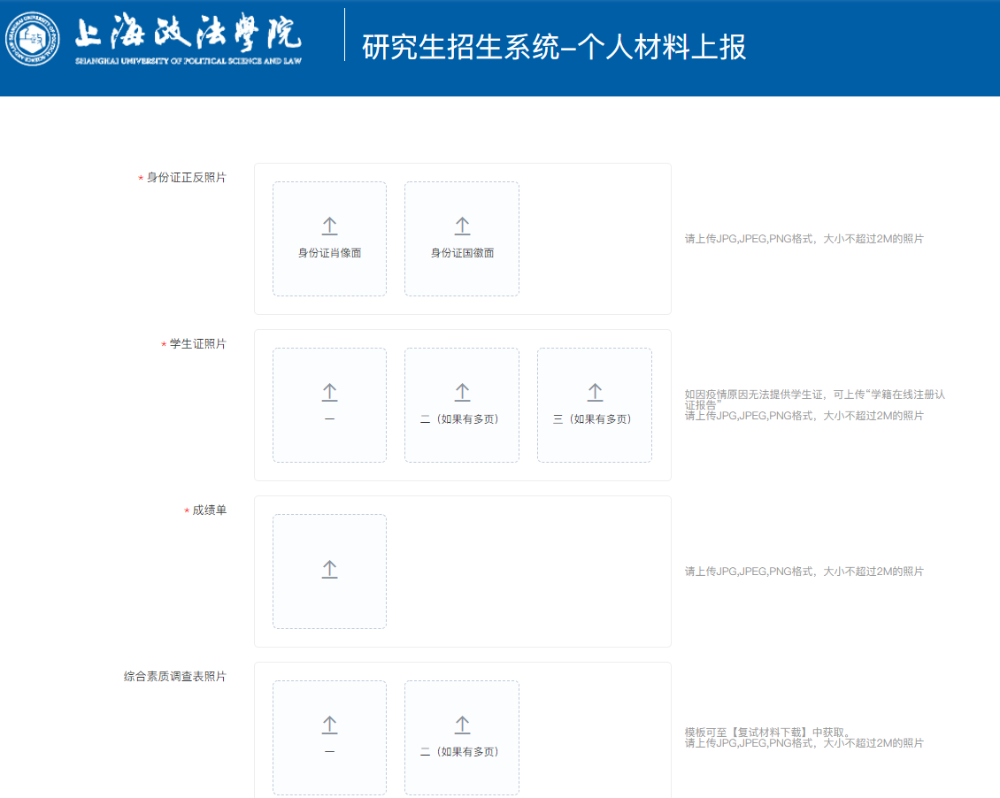 上海政法學院
SHANGHAI UNIVERSITY OF POLITICAL SCIENCE AND LAW
研究生招生系统–个人材料上报
* 身份证正反照片
身份证肖像面
身份证国徽面
请上传JPG,JPEG,PNG格式，大小不超过2M的照片
* 学生证照片
一
二（如果有多页）
三（如果有多页）
如因疫情原因无法提供学生证，可上传“学籍在线注册认
证报告”
请上传JPG,JPEG,PNG格式，大小不超过2M的照片
* 成绩单
请上传JPG,JPEG,PNG格式，大小不超过2M的照片
综合素质调查表照片
一
二（如果有多页）
模板可至【复试材料下载】中获取。
请上传JPG,JPEG,PNG格式，大小不超过2M的照片